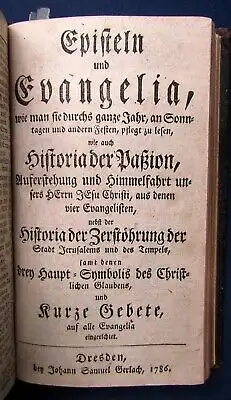 Episteln
und
Evangelia,
wie man sie durchs ganze Jahr, an Sonn-
tagen und andern Festen, pflegt zu lesen,
wie auch
Historia der Paßion,
Auferstehung und Himmelfahrt un-
sers HErrn JEsu Christi, aus denen
vier Evangelisten,
nebst der
Historia der Zerstöhrung der
Stadt Jerusalems und des Tempels,
samt denen
drey Haupt-Symbolis des Christ-
lichen Glaubens,
und
Kurze Gebete,
auf alle Evangelia
eingerichtet.
Dresden,
bey Johann Samuel Gerlach, 1786.